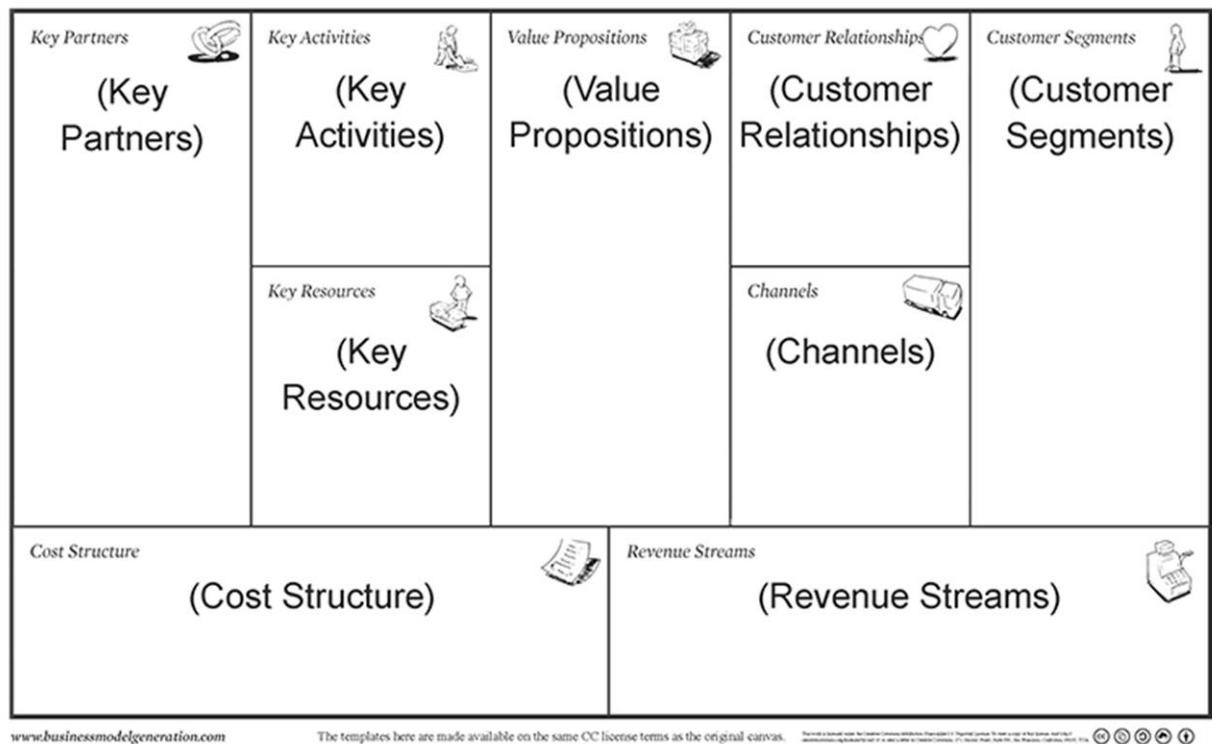 Key Partners
(Key
Partners)
Key Activities
(Key
Activities)
Value Propositions
(Value
Propositions)
Customer Relationships
(Customer
Relationships)
Customer Segments
(Customer
Segments)
Key Resources
(Key
Resources)
Channels
(Channels)
Cost Structure
(Cost Structure)
Revenue Streams
(Revenue Streams)
www.businessmodelgeneration.com
The templates here are made available on the same CC license terms as the original canvas.